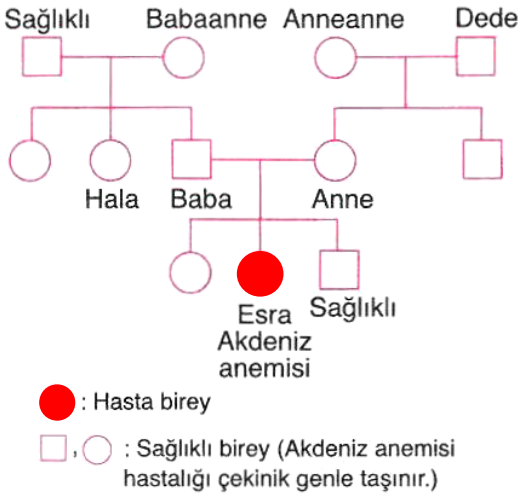 Sağlıklı Babaanne Anneanne Dede
Hala Baba Anne
Esra Sağlıklı
Akdeniz
anemisi
: Hasta birey
, : Sağlıklı birey (Akdeniz anemisi
hastalığı çekinik genle taşınır.)